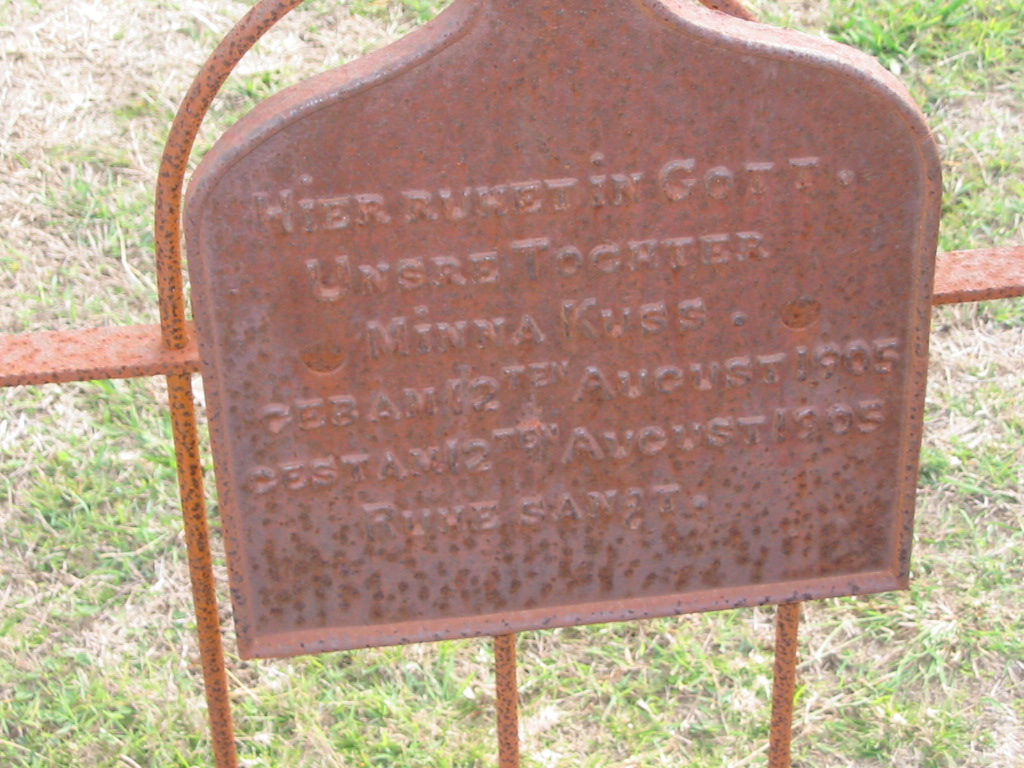 HIER RUHET IN GOTT.
UNSRE TOCHTER
MINNA KUSS.
GEB AM 12TEN AUGUST 1905
GEST AM 12TEN AUGUST 1905
RUHE SANFT.